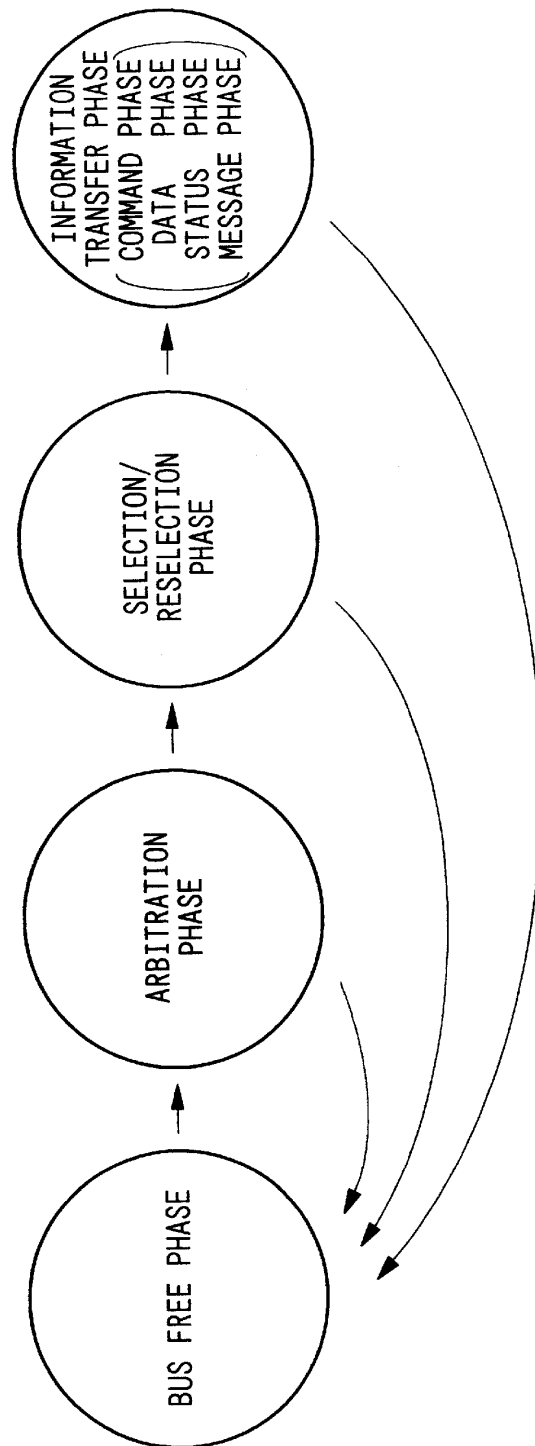 BUS FREE PHASE
ARBITRATION
PHASE
SELECTION/
RESELECTION
PHASE
INFORMATION
TRANSFER PHASE
COMMAND PHASE
DATA PHASE
STATUS PHASE
MESSAGE PHASE